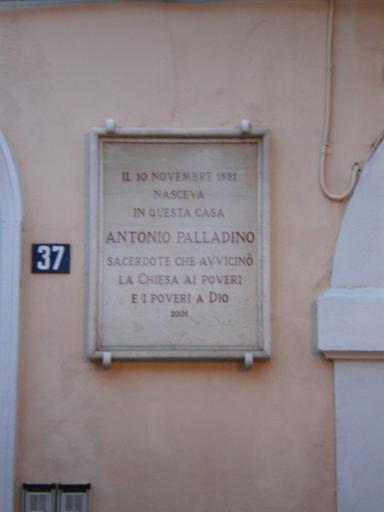 IL 10 NOVEMBRE 1881
NASCEVA
IN QUESTA CASA
ANTONIO PALLADINO
SACERDOTE CHE AVVICINÒ
LA CHIESA AI POVERI
E I POVERI A DIO
2001
37